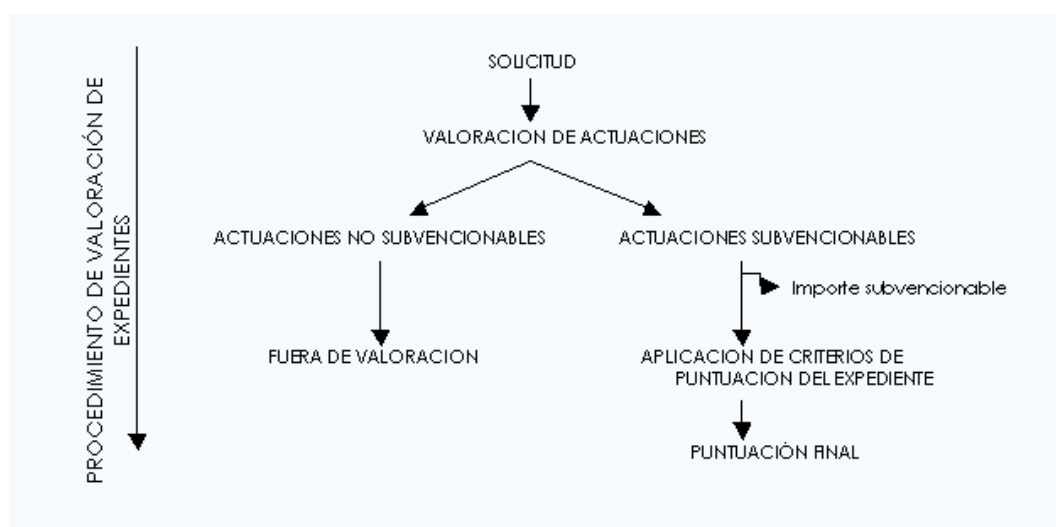 PROCEDIMIENTO DE VALORACIÓN DE
EXPEDIENTES
SOLICITUD
VALORACION DE ACTUACIONES
ACTUACIONES NO SUBVENCIONABLES
ACTUACIONES SUBVENCIONABLES
Importe subvencionable
FUERA DE VALORACION
APLICACION DE CRITERIOS DE
PUNTUACION DEL EXPEDIENTE
PUNTUACIÓN FINAL